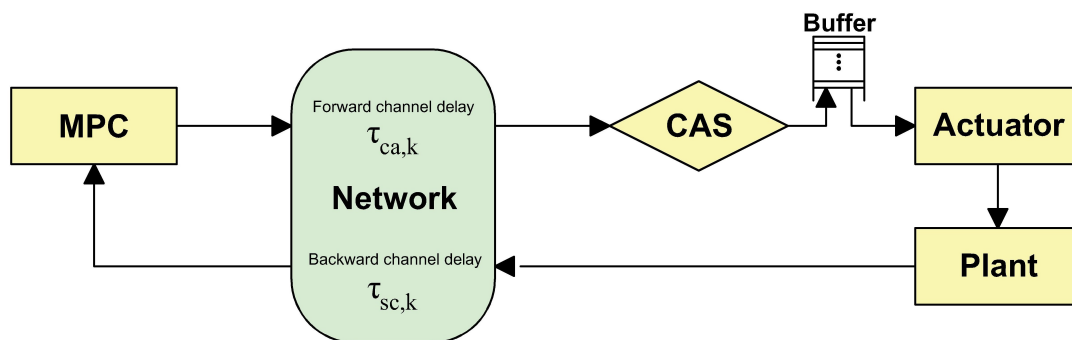 Buffer
MPC
Forward channel delay
τca,k
CAS
Actuator
Network
Backward channel delay
τsc,k
Plant